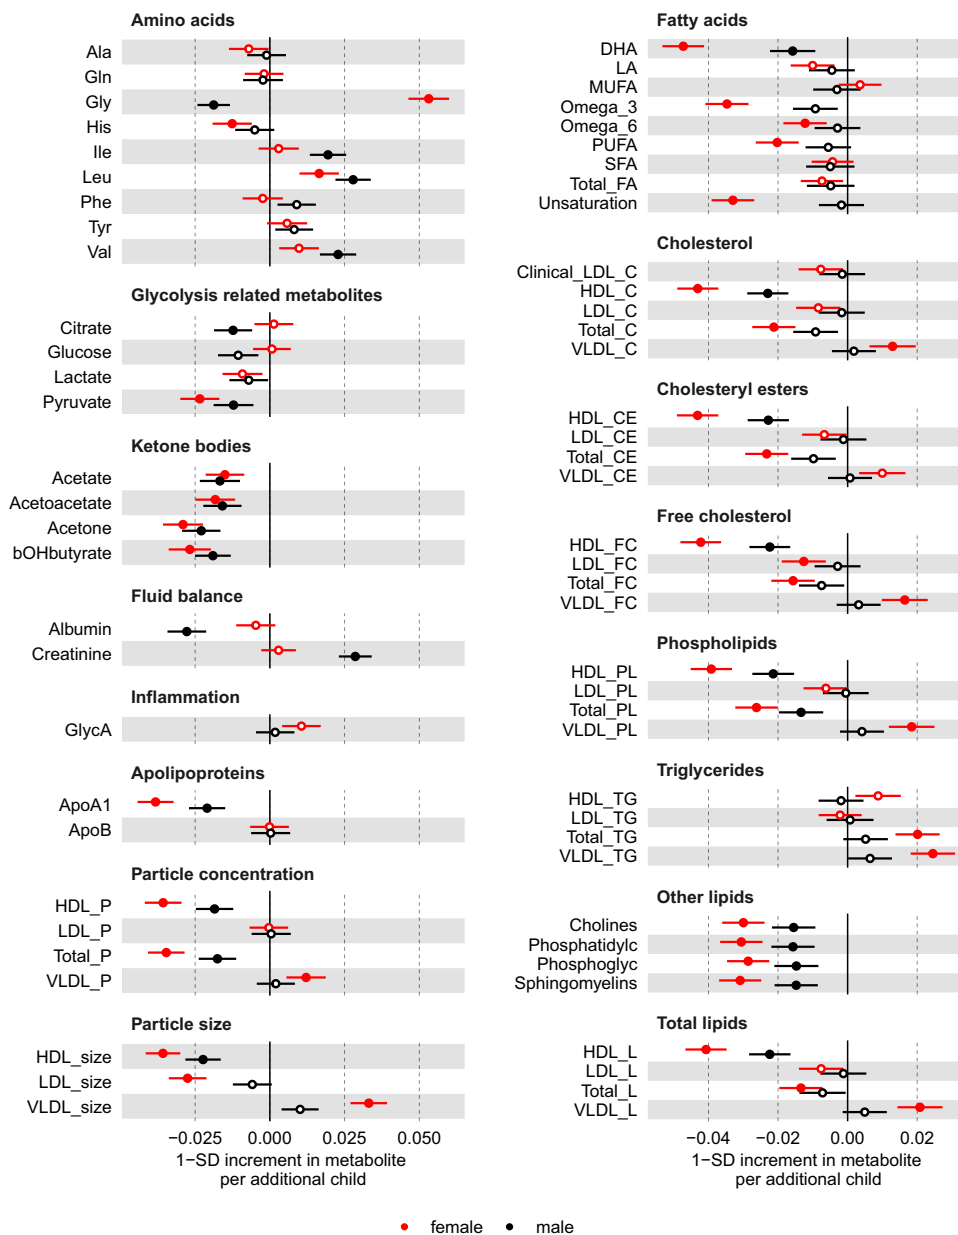 Amino acids
Ala
Gln
Gly
His
Ile
Leu
Phe
Tyr
Val
Glycolysis related metabolites
Citrate
Glucose
Lactate
Pyruvate
Ketone bodies
Acetate
Acetoacetate
Acetone
bOHbutyrate
Fluid balance
Albumin
Creatinine
Inflammation
GlycA
Apolipoproteins
ApoA1
ApoB
Particle concentration
HDL_P
LDL_P
Total_P
VLDL_P
Particle size
HDL_size
LDL_size
VLDL_size
−0.025 0.000 0.025 0.050
1−SD increment in metabolite
per additional child
Fatty acids
DHA
LA
MUFA
Omega_3
Omega_6
PUFA
SFA
Total_FA
Unsaturation
Cholesterol
Clinical_LDL_C
HDL_C
LDL_C
Total_C
VLDL_C
Cholesteryl esters
HDL_CE
LDL_CE
Total_CE
VLDL_CE
Free cholesterol
HDL_FC
LDL_FC
Total_FC
VLDL_FC
Phospholipids
HDL_PL
LDL_PL
Total_PL
VLDL_PL
Triglycerides
HDL_TG
LDL_TG
Total_TG
VLDL_TG
Other lipids
Cholines
Phosphatidylc
Phosphoglyc
Sphingomyelins
Total lipids
HDL_L
LDL_L
Total_L
VLDL_L
−0.04 −0.02 0.00 0.02
1−SD increment in metabolite
per additional child
female male